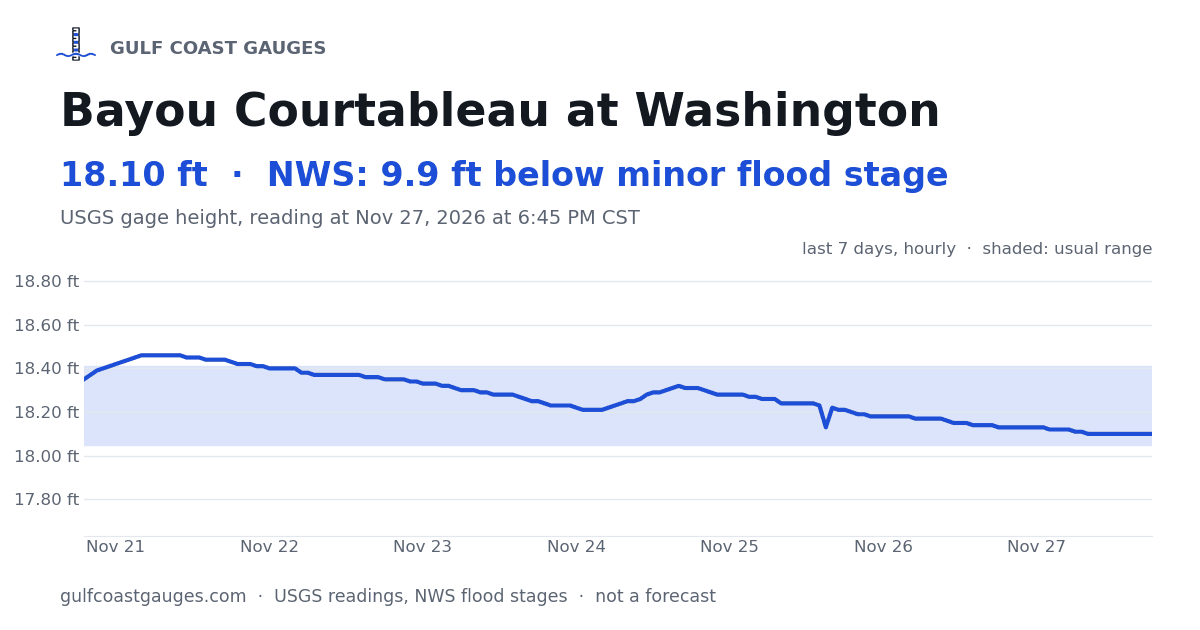 GULF COAST GAUGES
Bayou Courtableau at Washington
18.10 ft · NWS: 9.9 ft below minor flood stage
USGS gage height, reading at Nov 27, 2026 at 6:45 PM CST
last 7 days, hourly · shaded: usual range
18.80 ft
18.60 ft
18.40 ft
18.20 ft
18.00 ft
17.80 ft
Nov 21 Nov 22 Nov 23 Nov 24 Nov 25 Nov 26 Nov 27
gulfcoastgauges.com · USGS readings, NWS flood stages · not a forecast